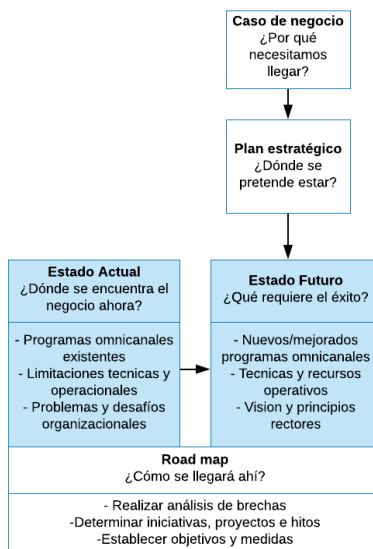 Caso de negocio
¿Por qué
necesitamos
llegar?
Plan estratégico
¿Dónde se
pretende estar?
Estado Actual
¿Dónde se encuentra el
negocio ahora?
- Programas omnicanales
existentes
- Limitaciones tecnicas y
operacionales
- Problemas y desafíos
organizacionales
Estado Futuro
¿Qué requiere el éxito?
- Nuevos/mejorados
programas omnicanales
- Tecnicas y recursos
operativos
- Vision y principios
rectores
Road map
¿Cómo se llegará ahí?
- Realizar análisis de brechas
-Determinar iniciativas, proyectos e hitos
-Establecer objetivos y medidas